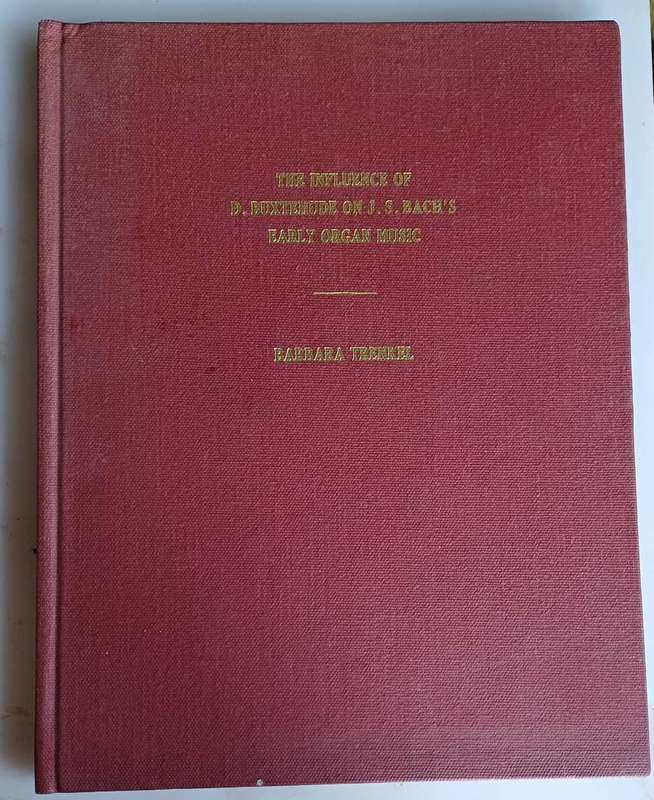 THE INFLUENCE OF
D. BUXTEHUDE ON J. S. BACH'S
EARLY ORGAN MUSIC
BARBARA TRENKEL